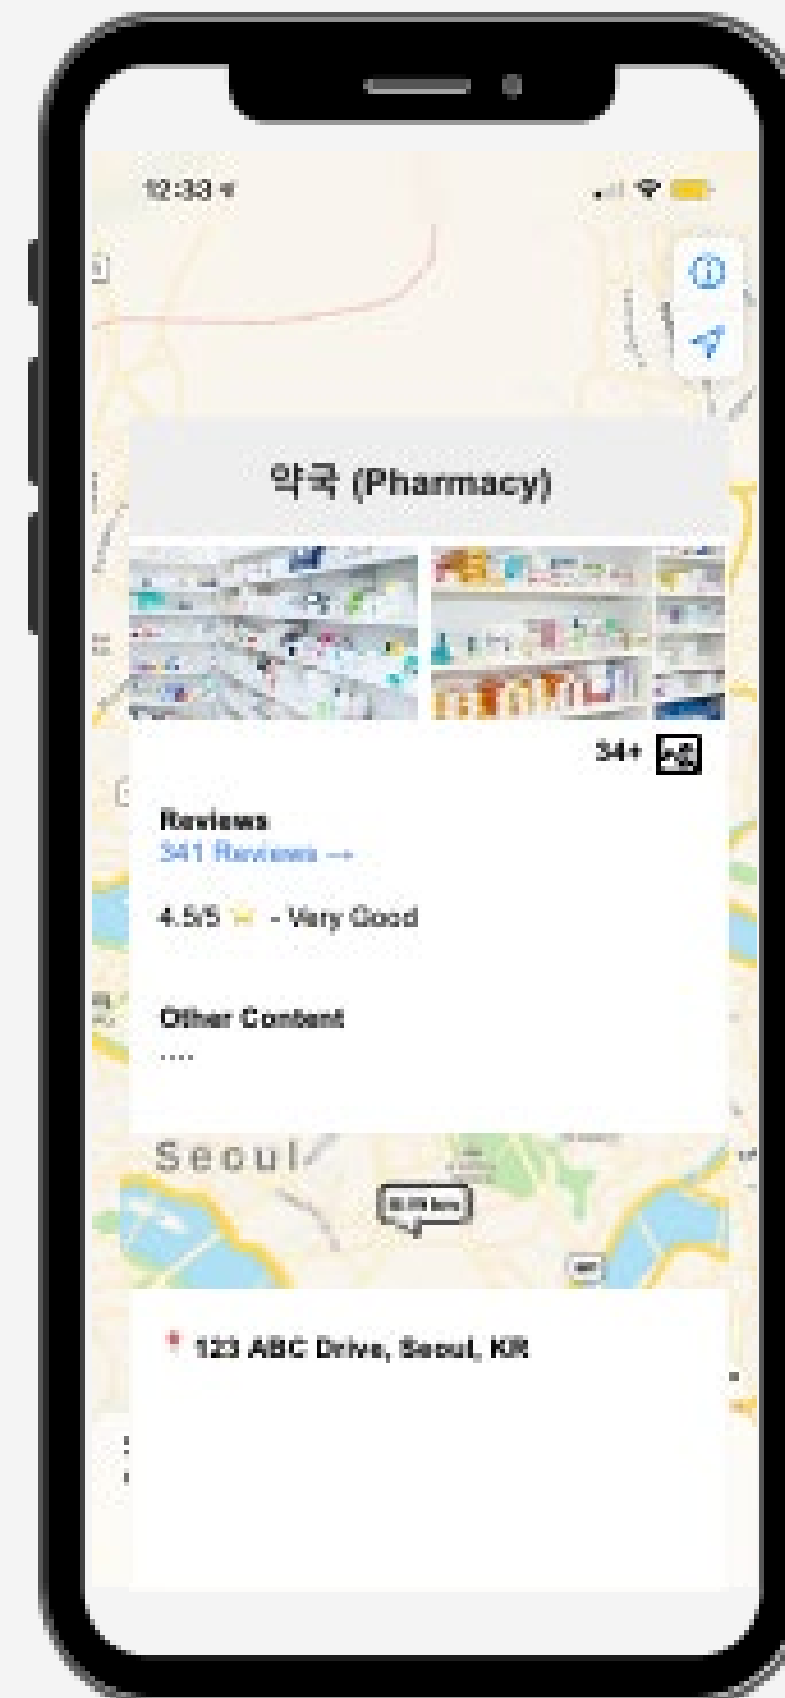 12:33
약국 (Pharmacy)
34+
Reviews
341 Reviews →
4.5/5 ⭐ - Very Good
Other Content
....
Seoul
📍 123 ABC Drive, Seoul, KR